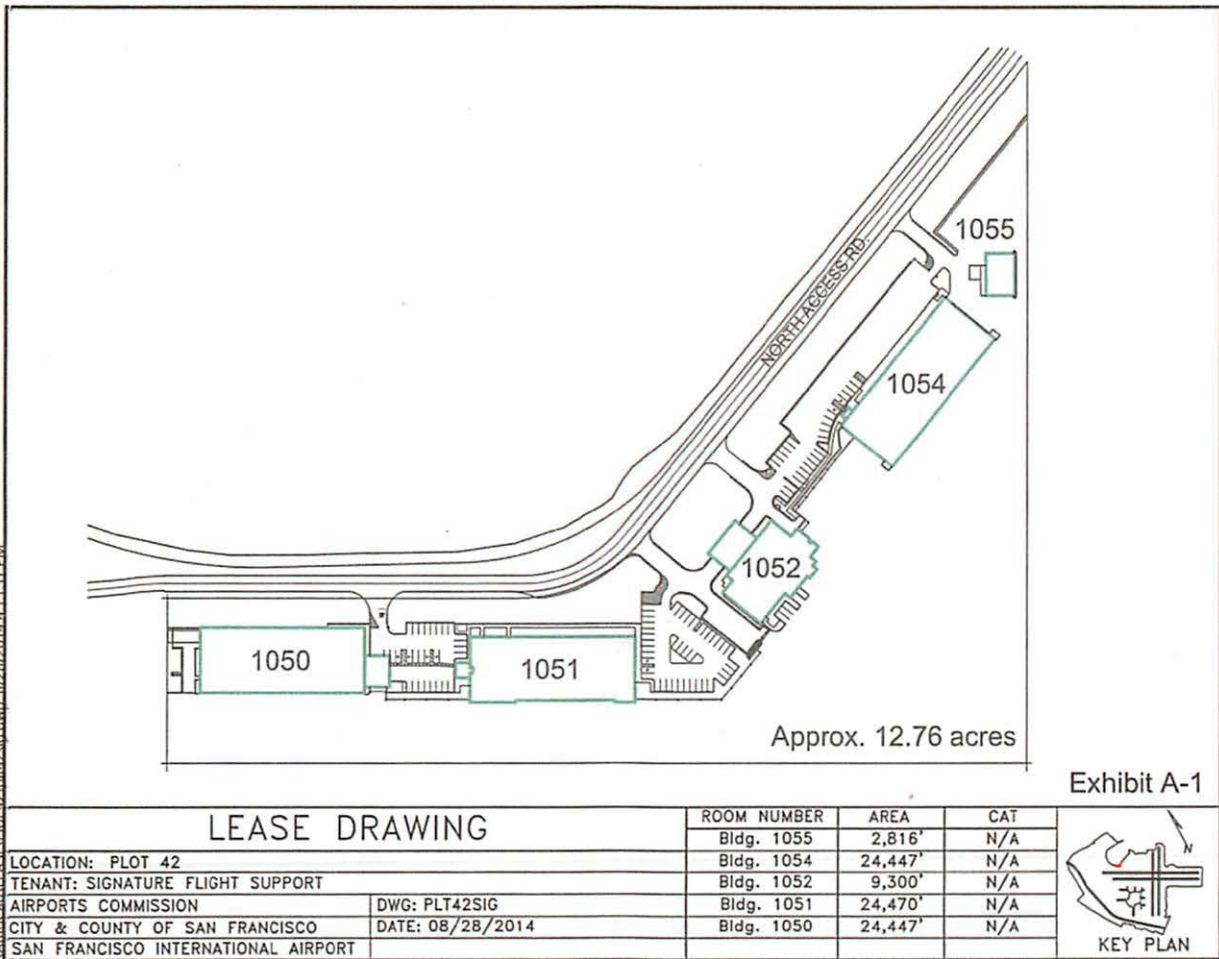 1055
NORTH ACCESS RD.
1054
1052
1050
1051
Approx. 12.76 acres
Exhibit A-1
LEASE DRAWING
LOCATION: PLOT 42
TENANT: SIGNATURE FLIGHT SUPPORT
AIRPORTS COMMISSION DWG: PLT42SIG
CITY & COUNTY OF SAN FRANCISCO DATE: 08/28/2014
SAN FRANCISCO INTERNATIONAL AIRPORT
ROOM NUMBER AREA CAT
Bldg. 1055 2,816' N/A
Bldg. 1054 24,447' N/A
Bldg. 1052 9,300' N/A
Bldg. 1051 24,470' N/A
Bldg. 1050 24,447' N/A
N
KEY PLAN